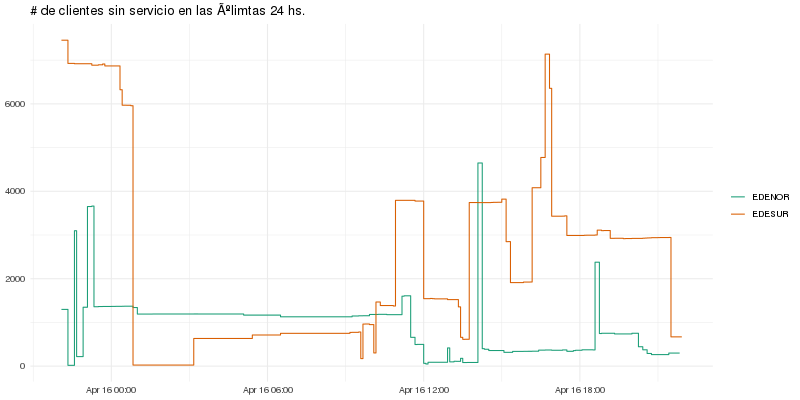 # de clientes sin servicio en las Ãºlimtas 24 hs.
6000
4000
2000
0
Apr 16 00:00
Apr 16 06:00
Apr 16 12:00
Apr 16 18:00
EDENOR
EDESUR